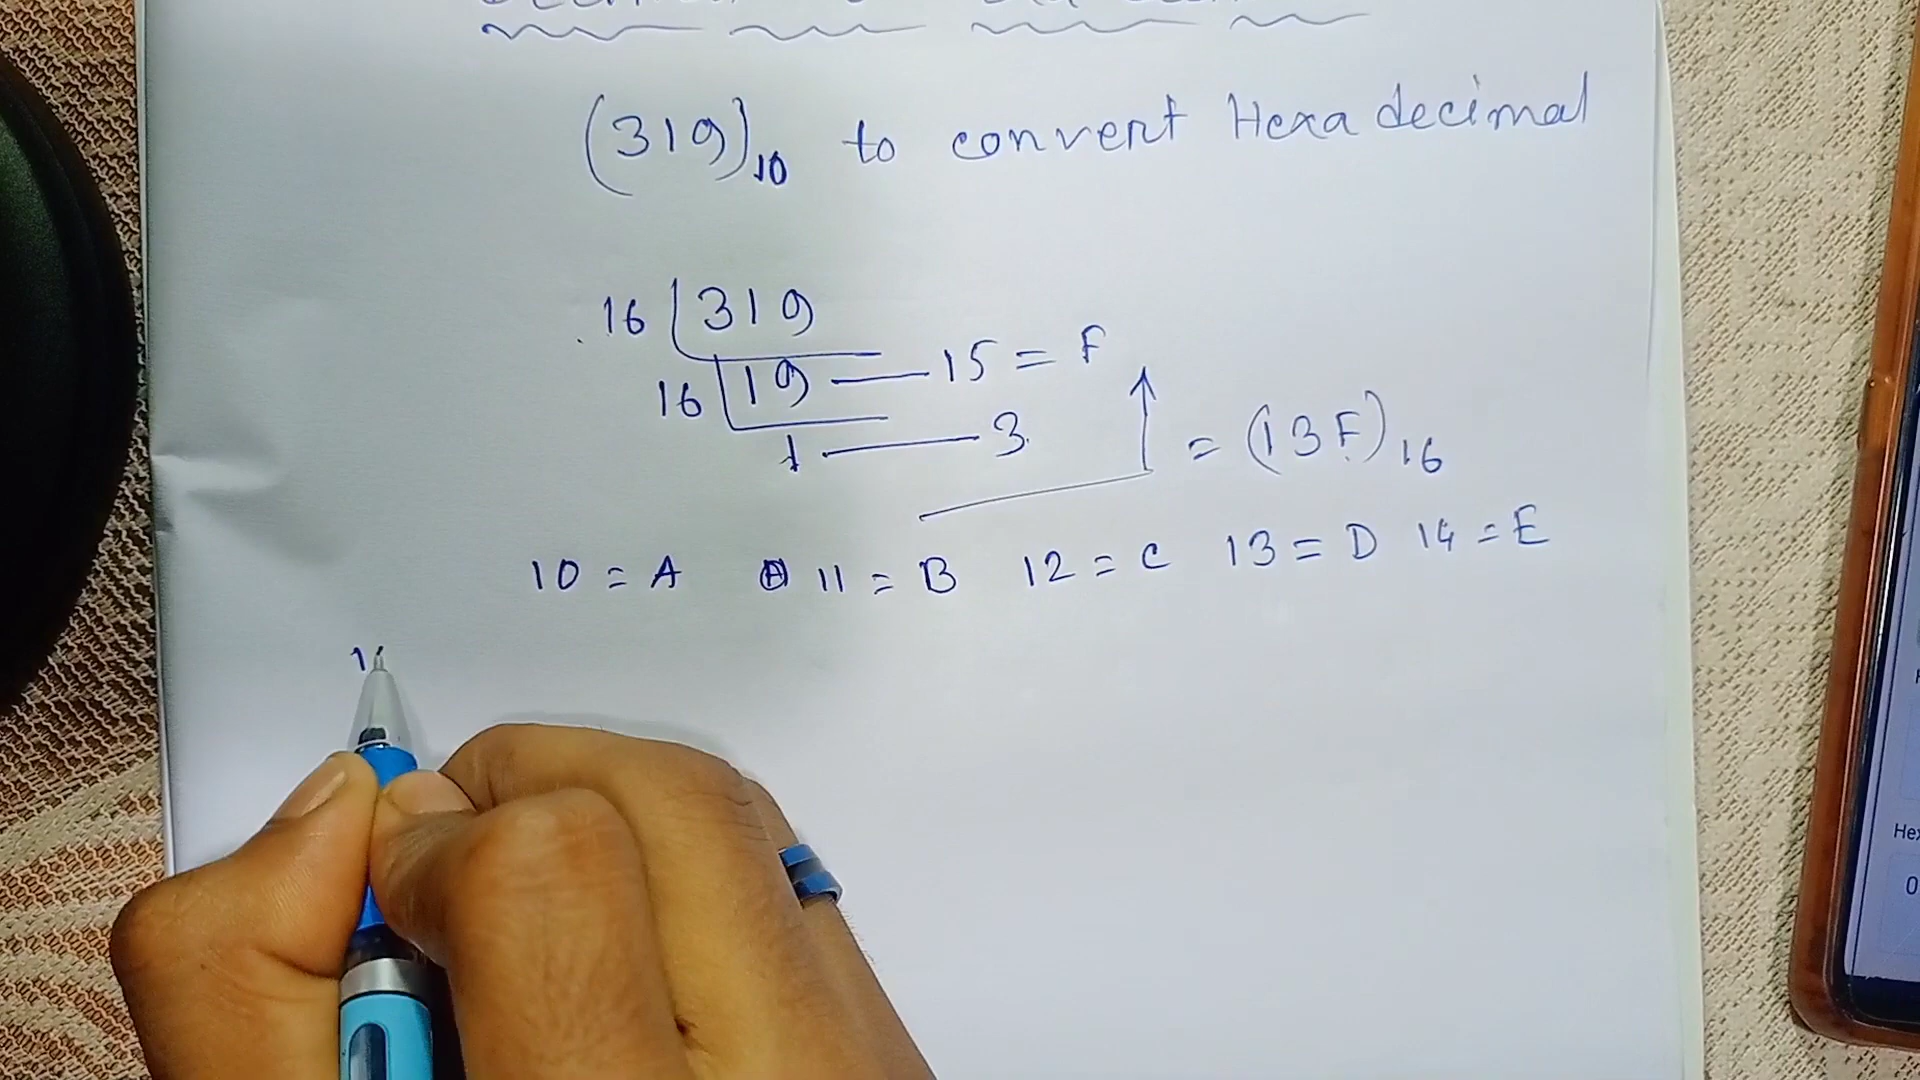 (319)10 to convert Hexa decimal
16 | 319
16 | 19 — 15 = F
1 — 3 = (13F)16
10 = A 11 = B 12 = C 13 = D 14 = E